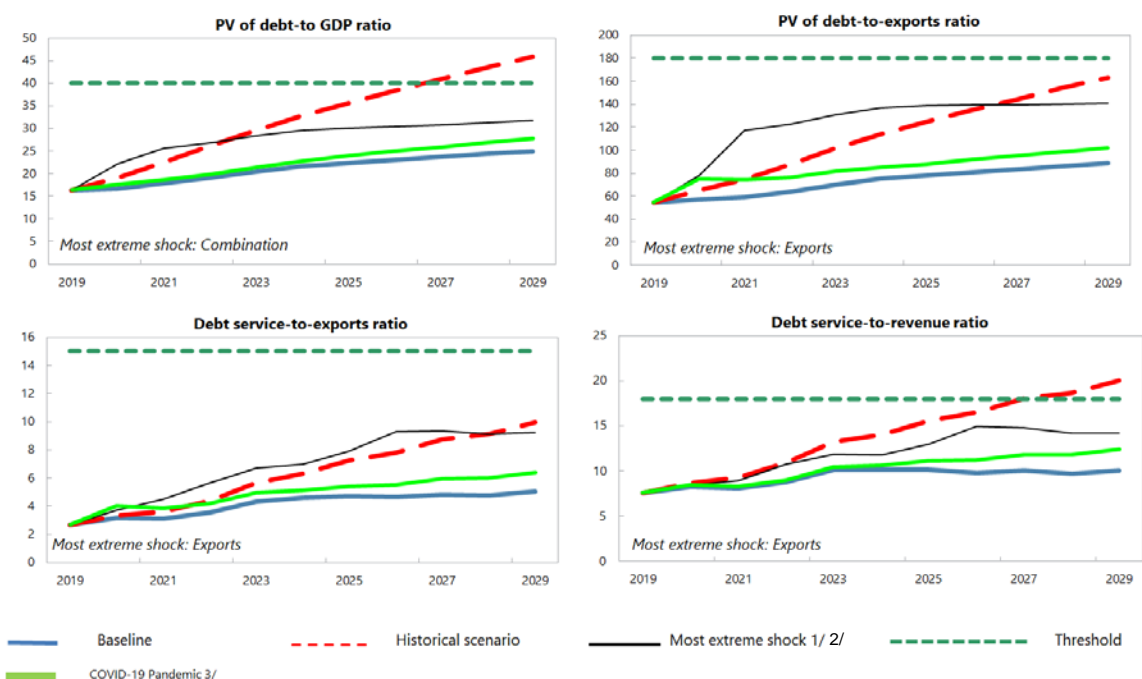 PV of debt-to GDP ratio
50
45
40
35
30
25
20
15
10
5
0
Most extreme shock: Combination
2019 2021 2023 2025 2027 2029
PV of debt-to-exports ratio
200
180
160
140
120
100
80
60
40
20
0
Most extreme shock: Exports
2019 2021 2023 2025 2027 2029
Debt service-to-exports ratio
16
14
12
10
8
6
4
2
0
Most extreme shock: Exports
2019 2021 2023 2025 2027 2029
Debt service-to-revenue ratio
25
20
15
10
5
0
Most extreme shock: Exports
2019 2021 2023 2025 2027 2029
Baseline Historical scenario Most extreme shock 1/ 2/ Threshold
COVID-19 Pandemic 3/